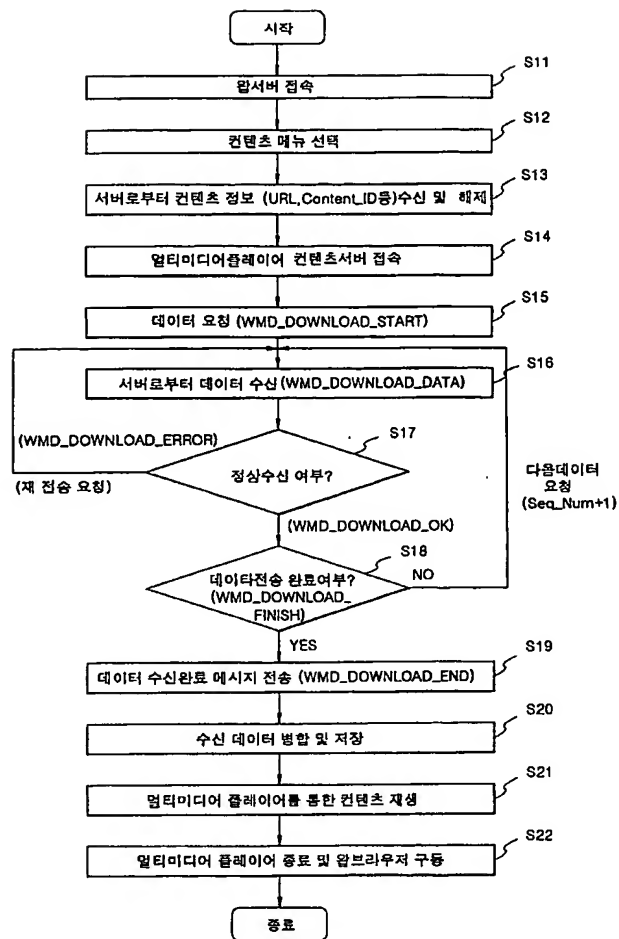 시작
S11
왑서버 접속
S12
컨텐츠 메뉴 선택
S13
서버로부터 컨텐츠 정보 (URL,Content_ID등)수신 및 해제
S14
멀티미디어플레이어 컨텐츠서버 접속
S15
데이터 요청 (WMD_DOWNLOAD_START)
S16
서버로부터 데이터 수신(WMD_DOWNLOAD_DATA)
(WMD_DOWNLOAD_ERROR)
S17
정상수신 여부?
(재 전송 요청)
다음데이터
요청
(Seq_Num+1)
(WMD_DOWNLOAD_OK)
S18
데이타전송 완료여부?
(WMD_DOWNLOAD_
FINISH)
NO
YES
S19
데이터 수신완료 메시지 전송 (WMD_DOWNLOAD_END)
S20
수신 데이터 병합 및 저장
S21
멀티미디어 플레이어를 통한 컨텐츠 재생
S22
멀티미디어 플레이어 종료 및 왑브라우저 구동
종료